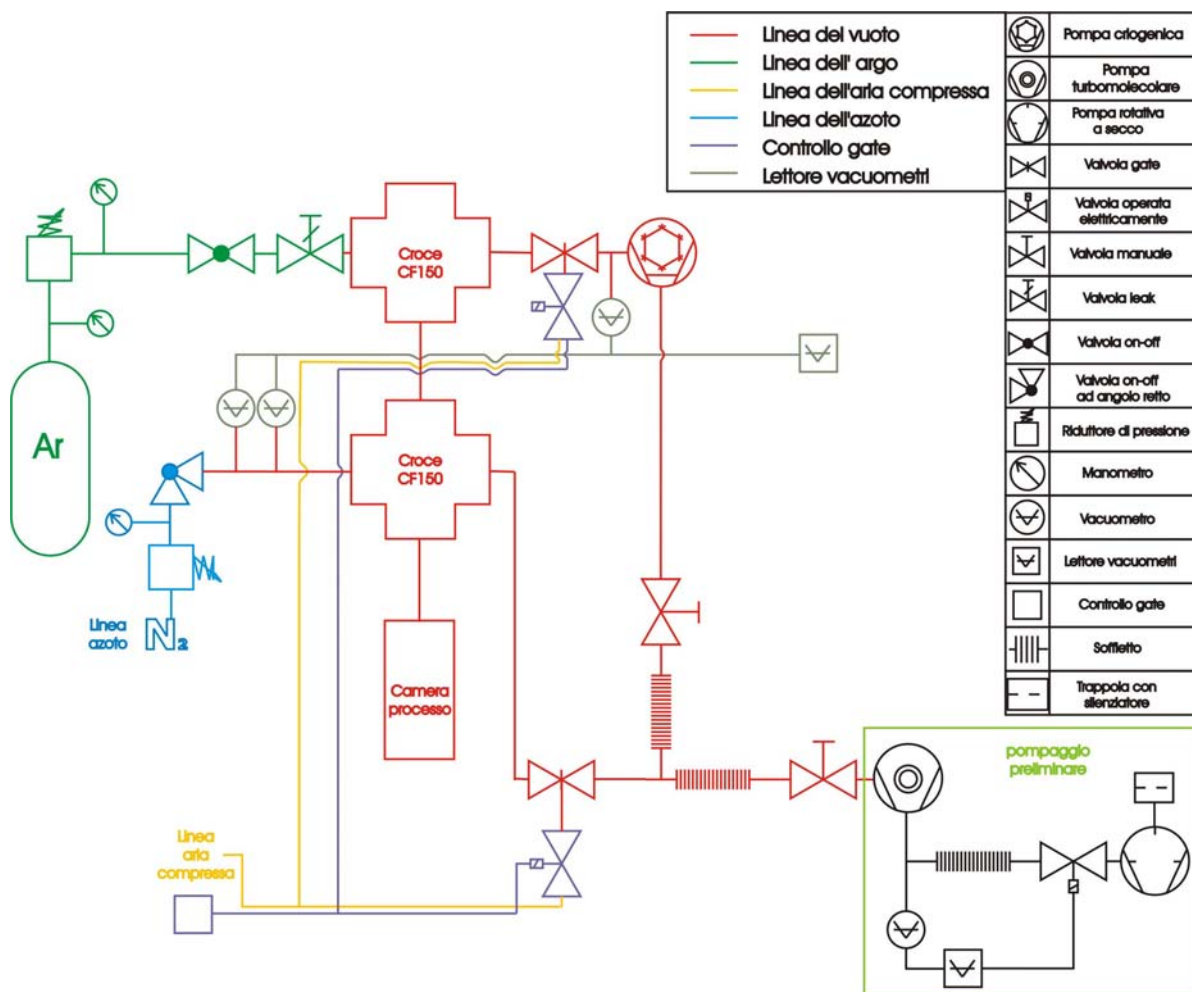 Linea del vuoto
Linea dell' argo
Linea dell'aria compressa
Linea dell'azoto
Controllo gate
Lettore vacuometri
Pompa criogenica
Pompa
turbomolecolare
Pompa rotativa
a secco
Valvola gate
Valvola operata
elettricamente
Valvola manuale
Valvola leak
Valvola on-off
Valvola on-off
ad angolo retto
Riduttore di pressione
Manometro
Vacuometro
Lettore vacuometri
Controllo gate
Soffietto
Trappola con
silenziatore
Croce
CF150
Ar
Croce
CF150
Linea
azoto
N2
Camera
processo
pompaggio
preliminare
Linea
aria
compressa